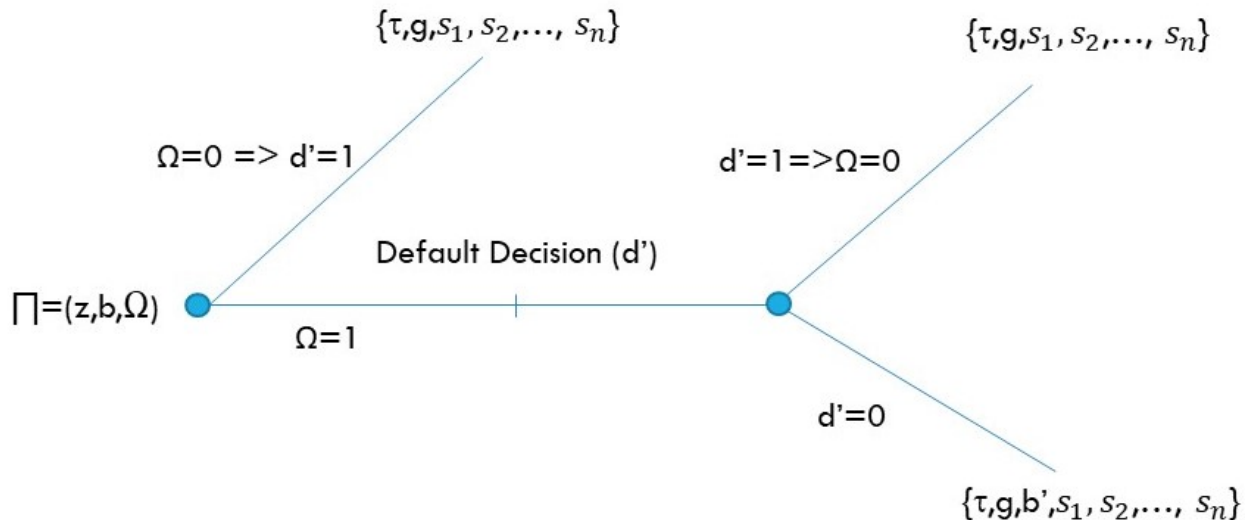 {τ,g,s₁, s₂,..., sₙ}
{τ,g,s₁, s₂,..., sₙ}
Ω=0 => d’=1
d’=1=>Ω=0
Default Decision (d’)
∏=(z,b,Ω)
Ω=1
d’=0
{τ,g,b’,s₁, s₂,..., sₙ}